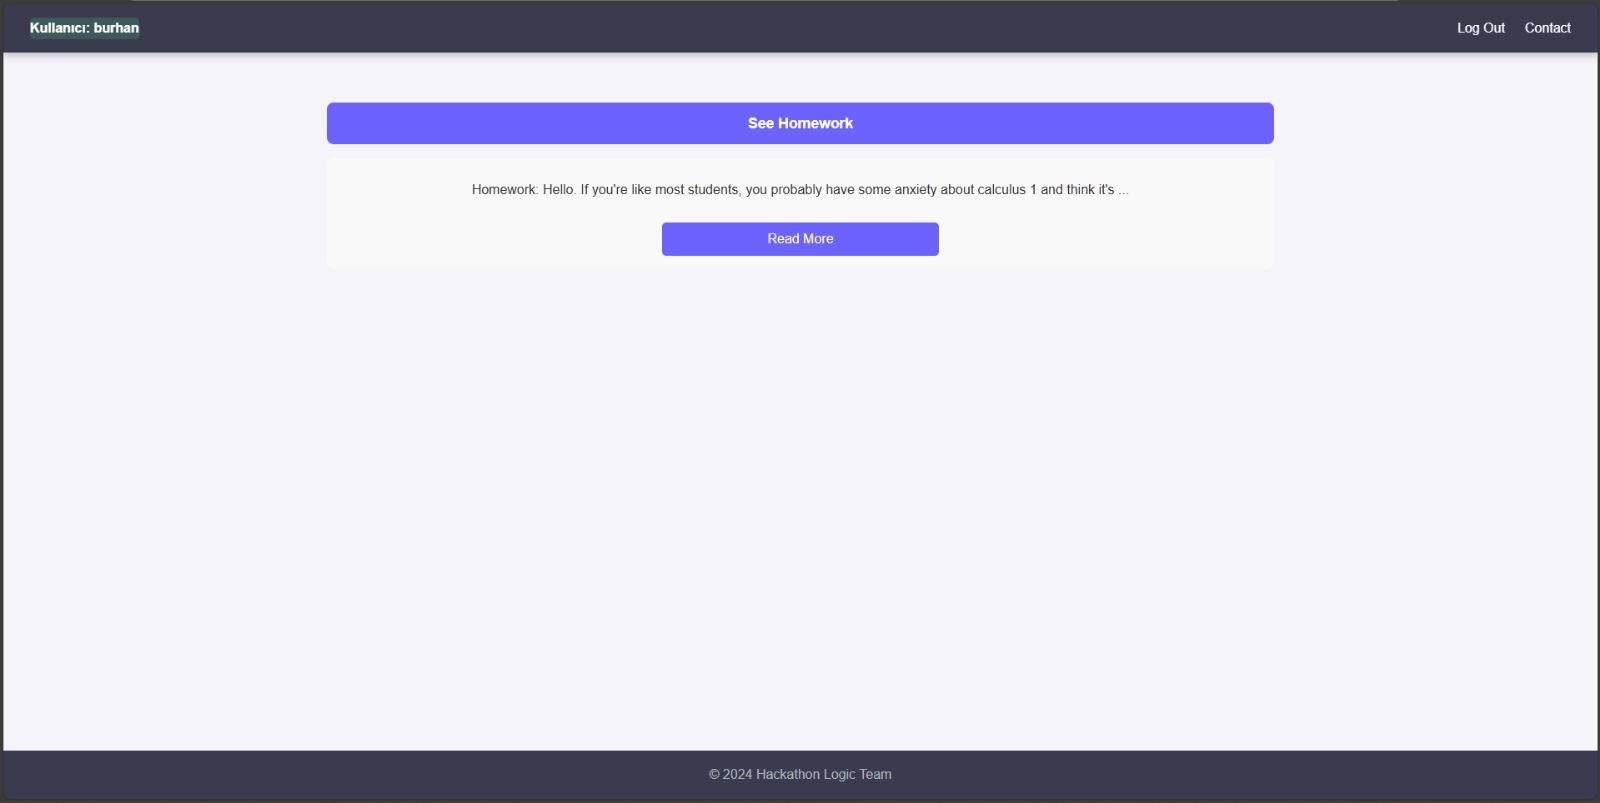 Kullanıcı: burhan
Log Out
Contact
See Homework
Homework: Hello. If you're like most students, you probably have some anxiety about calculus 1 and think it's ...
Read More
© 2024 Hackathon Logic Team